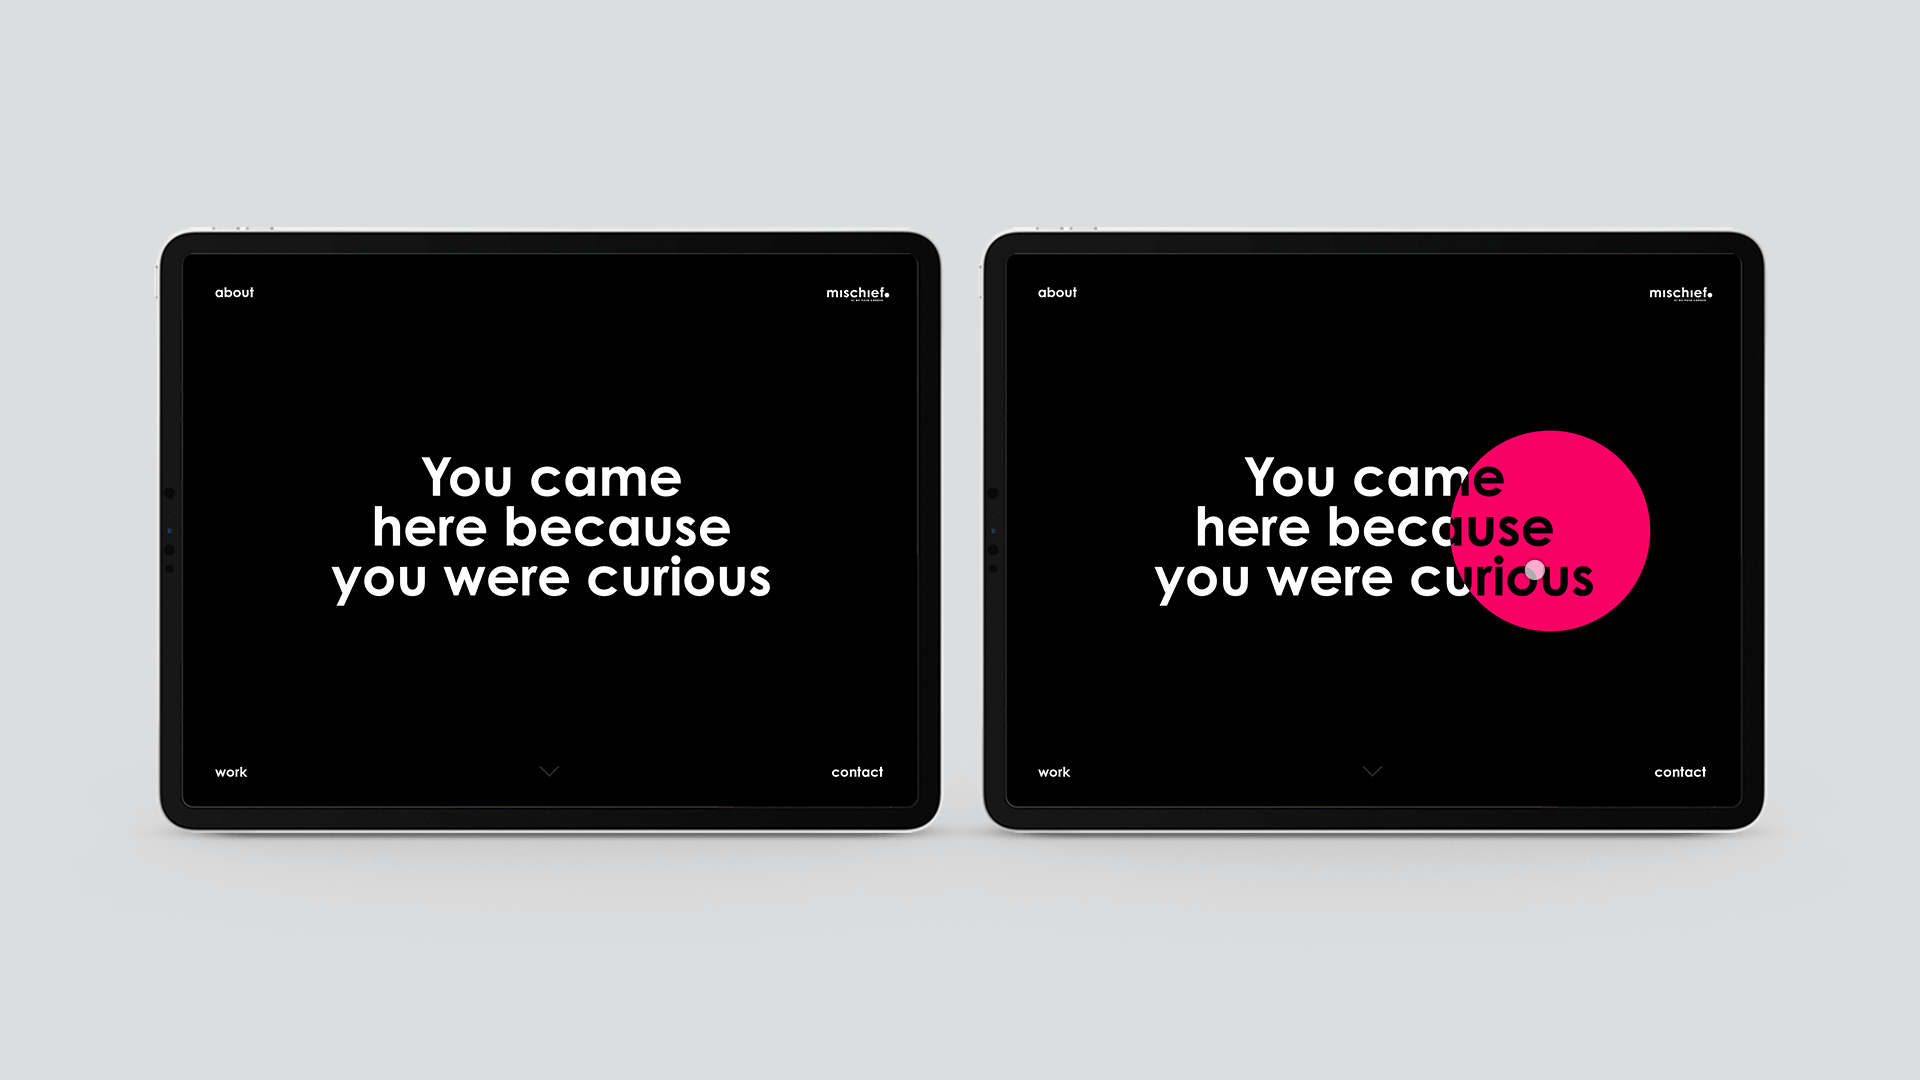 about
mischief.
You came
here because
you were curious
work
contact
about
mischief.
You came
here because
you were curious
work
contact